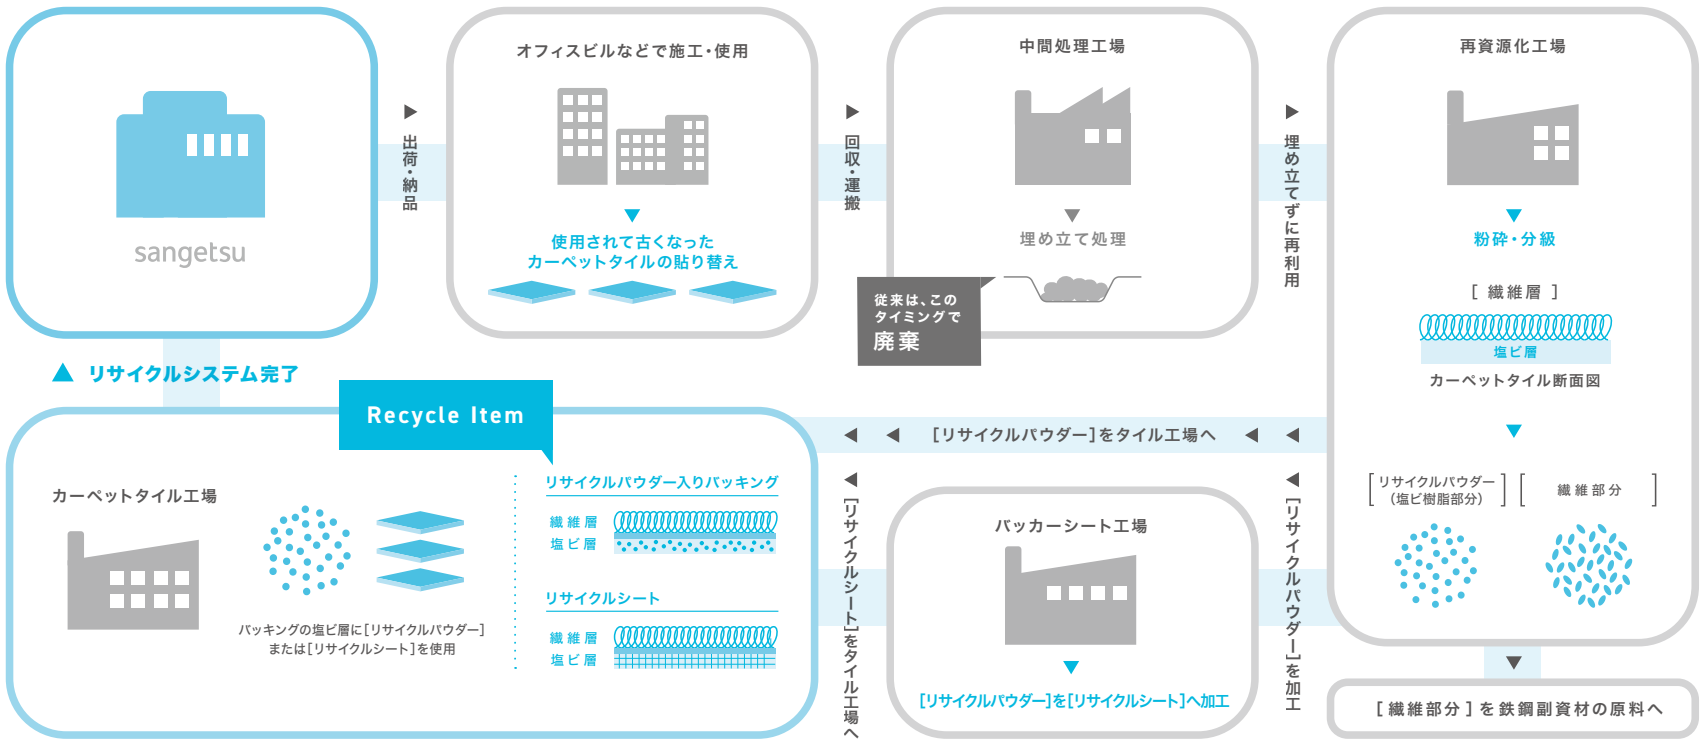 sangetsu
出荷・納品
オフィスビルなどで施工・使用
使用されて古くなった
カーペットタイルの貼り替え
回収・運搬
中間処理工場
埋め立て処理
従来は、この
タイミングで
廃棄
埋め立てずに再利用
再資源化工場
粉砕・分級
[ 繊維層 ]
塩ビ層
カーペットタイル断面図
[リサイクルパウダー
(塩ビ樹脂部分)]
[ 繊維部分 ]
[ 繊維部分 ] を鉄鋼副資材の原料へ
[リサイクルパウダー]をタイル工場へ
[リサイクルパウダー]を加工
バッカーシート工場
[リサイクルパウダー]を[リサイクルシート]へ加工
[リサイクルシート]をタイル工場へ
Recycle Item
カーペットタイル工場
バッキングの塩ビ層に[リサイクルパウダー]
または[リサイクルシート]を使用
リサイクルパウダー入りバッキング
繊維層
塩ビ層
リサイクルシート
繊維層
塩ビ層
リサイクルシステム完了